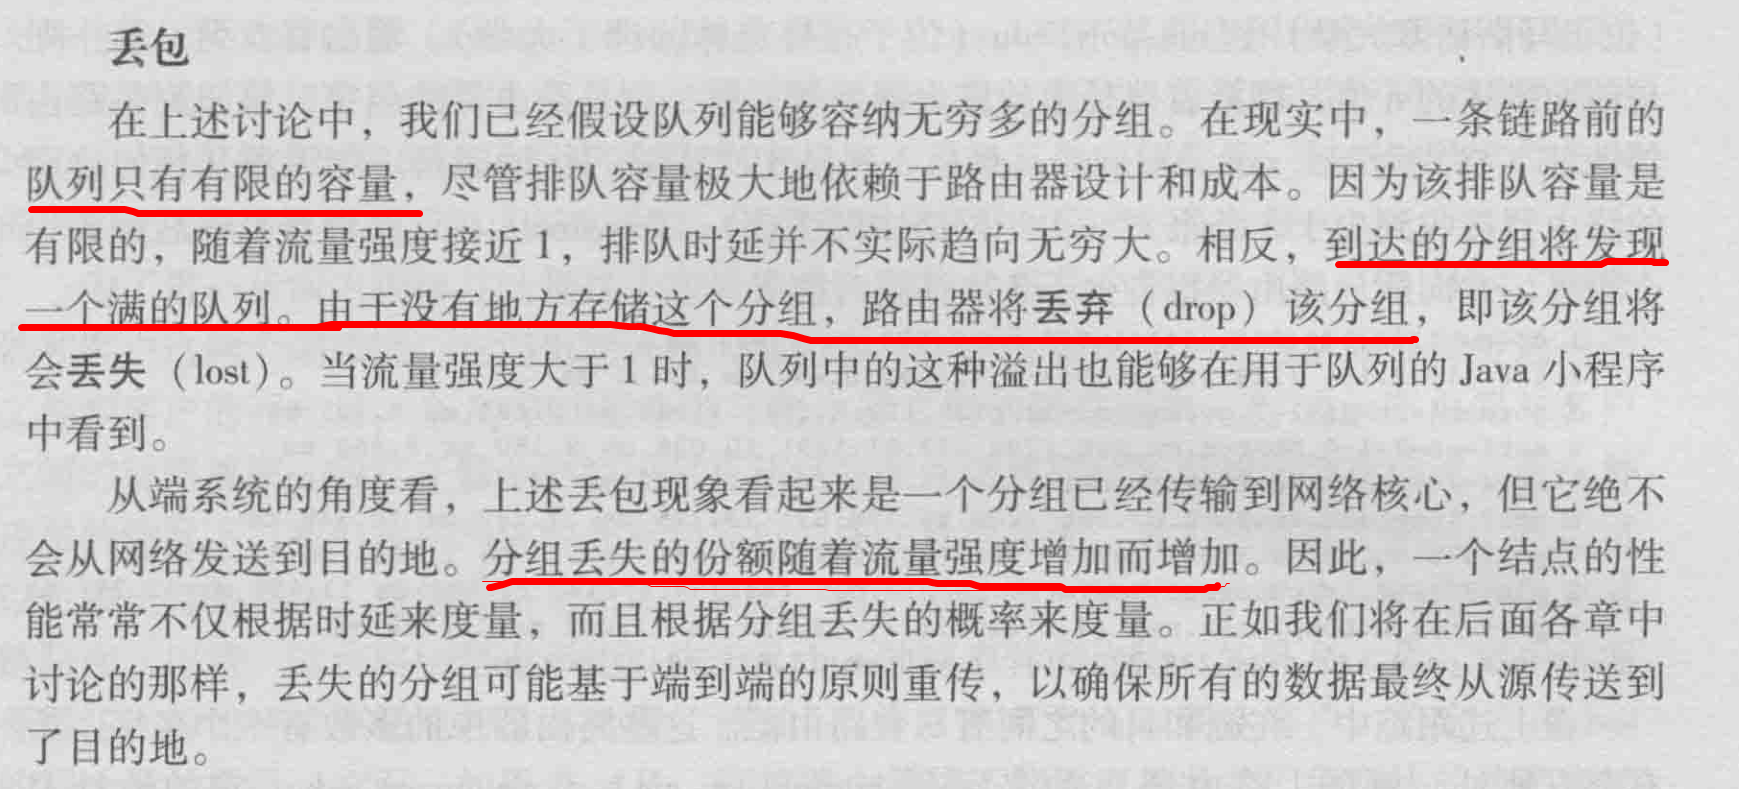 丢包
在上述讨论中，我们已经假设队列能够容纳无穷多的分组。在现实中，一条链路前的
队列只有有限的容量，尽管排队容量极大地依赖于路由器设计和成本。因为该排队容量是
有限的，随着流量强度接近1，排队时延并不实际趋向无穷大。相反，到达的分组将发现
一个满的队列。由于没有地方存储这个分组，路由器将丢弃（drop）该分组，即该分组将
会丢失（lost）。当流量强度大于1时，队列中的这种溢出也能够在用于队列的Java小程序
中看到。
从端系统的角度看，上述丢包现象看起来是一个分组已经传输到网络核心，但它绝不
会从网络发送到目的地。分组丢失的份额随着流量强度增加而增加。因此，一个结点的性
能常常不仅根据时延来度量，而且根据分组丢失的概率来度量。正如我们将在后面各章中
讨论的那样，丢失的分组可能基于端到端的原则重传，以确保所有的数据最终从源传送到
了目的地。